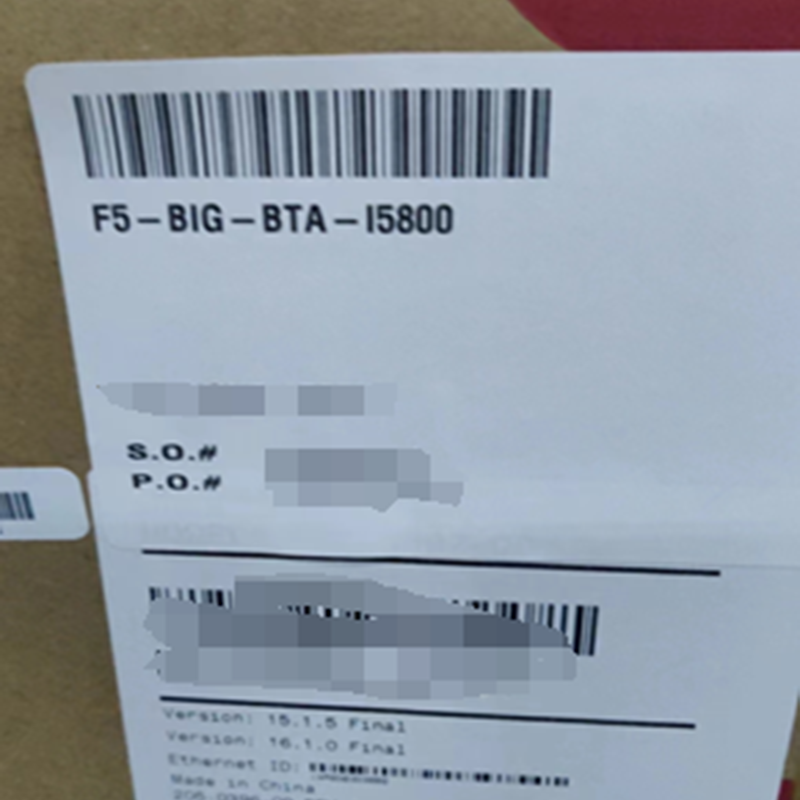 F5-BIG-BTA-I5800
S.O.#
P.O.#
Version: 15.1.5 Final
Version: 16.1.0 Final
Ethernet ID:
Made in China